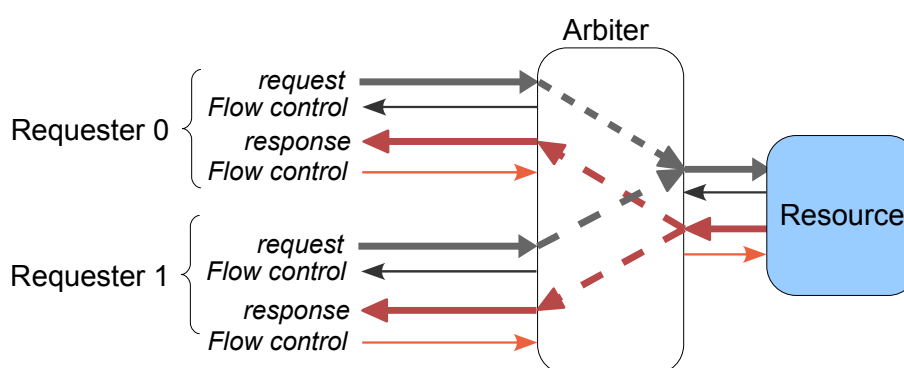 Arbiter
Requester 0
request
Flow control
response
Flow control
Requester 1
request
Flow control
response
Flow control
Resource